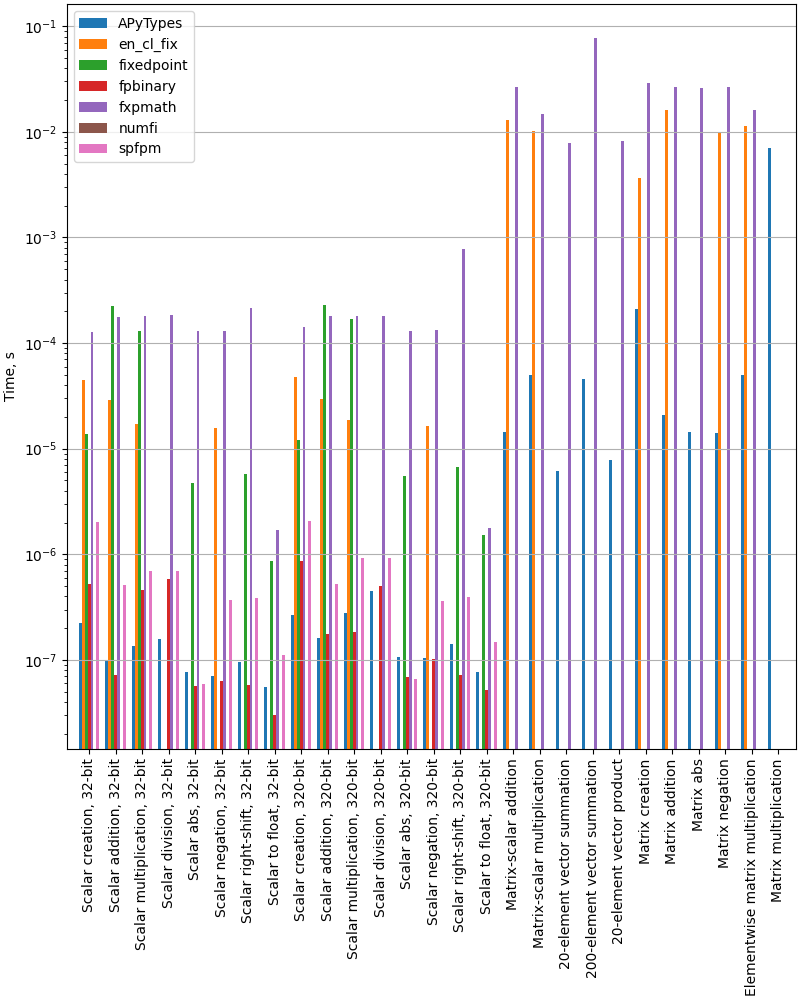 APyTypes
en_cl_fix
fixedpoint
fpbinary
fxpmath
numfi
spfpm
Time, s
10⁻¹
10⁻²
10⁻³
10⁻⁴
10⁻⁵
10⁻⁶
10⁻⁷
Scalar creation, 32-bit
Scalar addition, 32-bit
Scalar multiplication, 32-bit
Scalar division, 32-bit
Scalar abs, 32-bit
Scalar negation, 32-bit
Scalar right-shift, 32-bit
Scalar to float, 32-bit
Scalar creation, 320-bit
Scalar addition, 320-bit
Scalar multiplication, 320-bit
Scalar division, 320-bit
Scalar abs, 320-bit
Scalar negation, 320-bit
Scalar right-shift, 320-bit
Scalar to float, 320-bit
Matrix-scalar addition
Matrix-scalar multiplication
20-element vector summation
200-element vector summation
20-element vector product
Matrix creation
Matrix addition
Matrix abs
Matrix negation
Elementwise matrix multiplication
Matrix multiplication